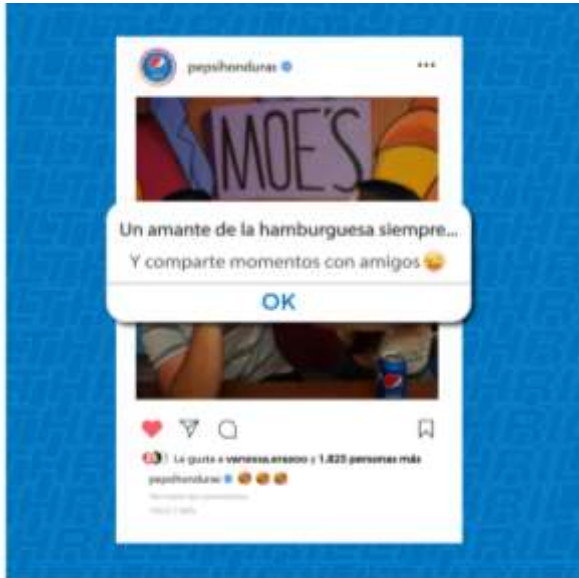 pepsihonduras
MOE'S
Un amante de la hamburguesa siempre...
Y comparte momentos con amigos
OK
Le gusta a vanessa.erazoo y 1.825 personas más
pepsihonduras